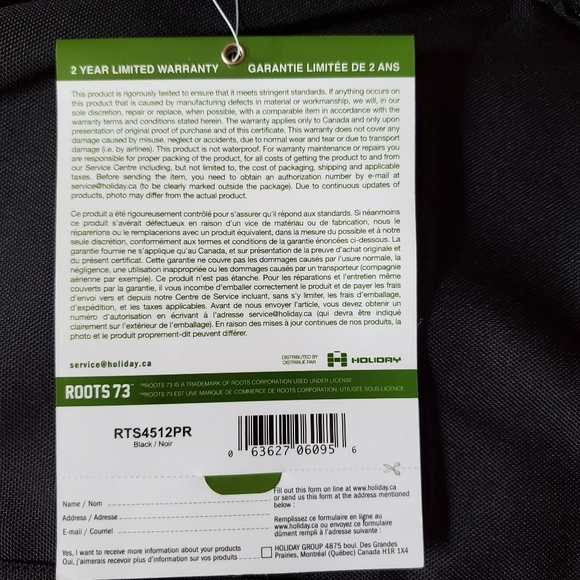 2 YEAR LIMITED WARRANTY GARANTIE LIMITÉE DE 2 ANS
This product is rigorously tested to ensure that it meets stringent standards. If anything occurs on
this product that is caused by manufacturing defects in material or workmanship, we will, in our
sole discretion, repair or replace, when possible, with a comparable item in accordance with the
warranty terms and conditions stated herein. The warranty applies only to Canada and only upon
presentation of original proof of purchase and of this certificate. This warranty does not cover any
damage caused by misuse, neglect or accidents, due to normal wear and tear or due to transport
damage (i.e. by airlines). This product is not waterproof. For warranty maintenance or repairs you
are responsible for proper packing of the product, for all costs of getting the product to and from
our Service Centre including, but not limited to, the cost of packaging, shipping and applicable
taxes. Before sending the item, you need to obtain an authorization number by e-mail at
service@holiday.ca (to be clearly marked outside the package). Due to continuous updates of
products, photo may differ from the actual product.
Ce produit a été rigoureusement contrôlé pour s'assurer qu'il répond aux standards. Si néanmoins
ce produit s'avérait défectueux en raison d'un vice de matériau ou de fabrication, nous le
réparerions ou le remplacerions avec un produit équivalent, dans la mesure du possible et à notre
seule discrétion, conformément aux termes et conditions de la garantie énoncées ci-dessous. La
garantie fournie ne s'applique qu'au Canada, et seulement sur présentation de la preuve d'achat originale et
du présent certificat. Cette garantie ne couvre pas les dommages causés par l'usure normale, la
négligence, une utilisation inappropriée ou les dommages causés par un transporteur (compagnie
aérienne par exemple). Ce produit n'est pas étanche. Pour les réparations et l'entretien même
couverts par la garantie, il vous incombe d'emballer correctement le produit et de payer les frais
d'envoi vers et depuis notre Centre de Service incluant, sans s'y limiter, les frais d'emballage,
d'expédition, et les taxes applicables. Avant de nous envoyer l'article, vous devez obtenir un
numéro d'autorisation en écrivant à l'adresse service@holiday.ca (qui devra être indiqué
clairement sur l'extérieur de l'emballage). En raison des mises à jour continues de nos produits, la
photo et le produit proprement-dit peuvent différer.
service@holiday.ca DISTRIBUTED BY
DISTRIBUÉ PAR HOLIDAY
ROOTS 73™ ™ROOTS 73 IS A TRADEMARK OF ROOTS CORPORATION USED UNDER LICENSE
™ROOTS 73 EST UNE MARQUE DE COMMERCE DE ROOTS CORPORATION, UTILISÉE SOUS LICENCE
RTS4512PR
Black / Noir
0 63627 06095 6
Fill out this form on line at www.holiday.ca
or send us this form at the address mentioned
below :
Name / Nom
Address / Adresse
E-mail / Courriel
Remplissez ce formulaire en ligne au
www.holiday.ca ou envoyez ce formulaire
dûment rempli à l'adresse suivante :
Yes, I want to receive more information about your products
Oui, j'aimerais recevoir plus d'information sur vos produits
HOLIDAY GROUP 4875 boul. Des Grandes
Prairies, Montréal (Québec) Canada H1R 1X4